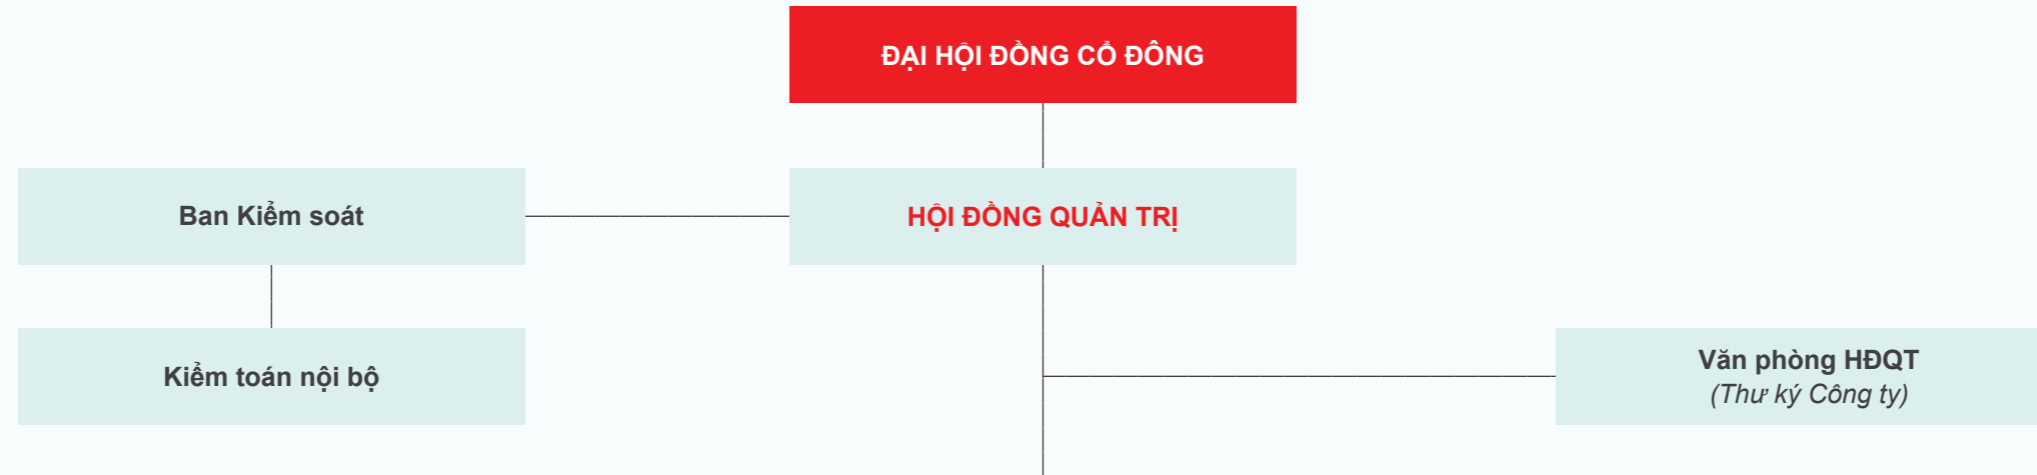 ĐẠI HỘI ĐỒNG CỔ ĐÔNG
Ban Kiểm soát
HỘI ĐỒNG QUẢN TRỊ
Kiểm toán nội bộ
Văn phòng HĐQT
(Thư ký Công ty)